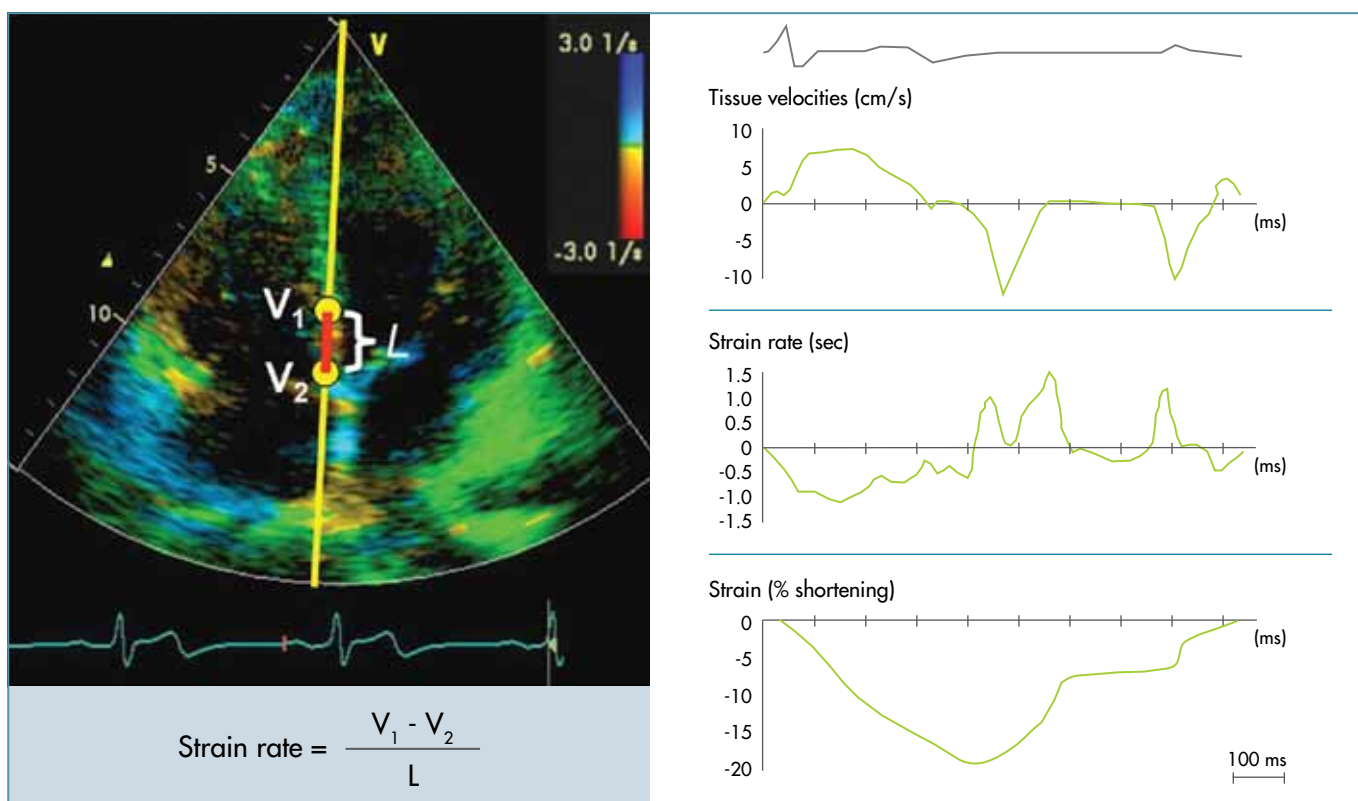 V
3.0 1/s
-3.0 1/s
5
10
V1
L
V2
Strain rate = V1 - V2
L
Tissue velocities (cm/s)
10
5
0
-5
-10
(ms)
Strain rate (sec)
1.5
1.0
0.5
0
-0.5
-1.0
-1.5
(ms)
Strain (% shortening)
0
-5
-10
-15
-20
(ms)
100 ms